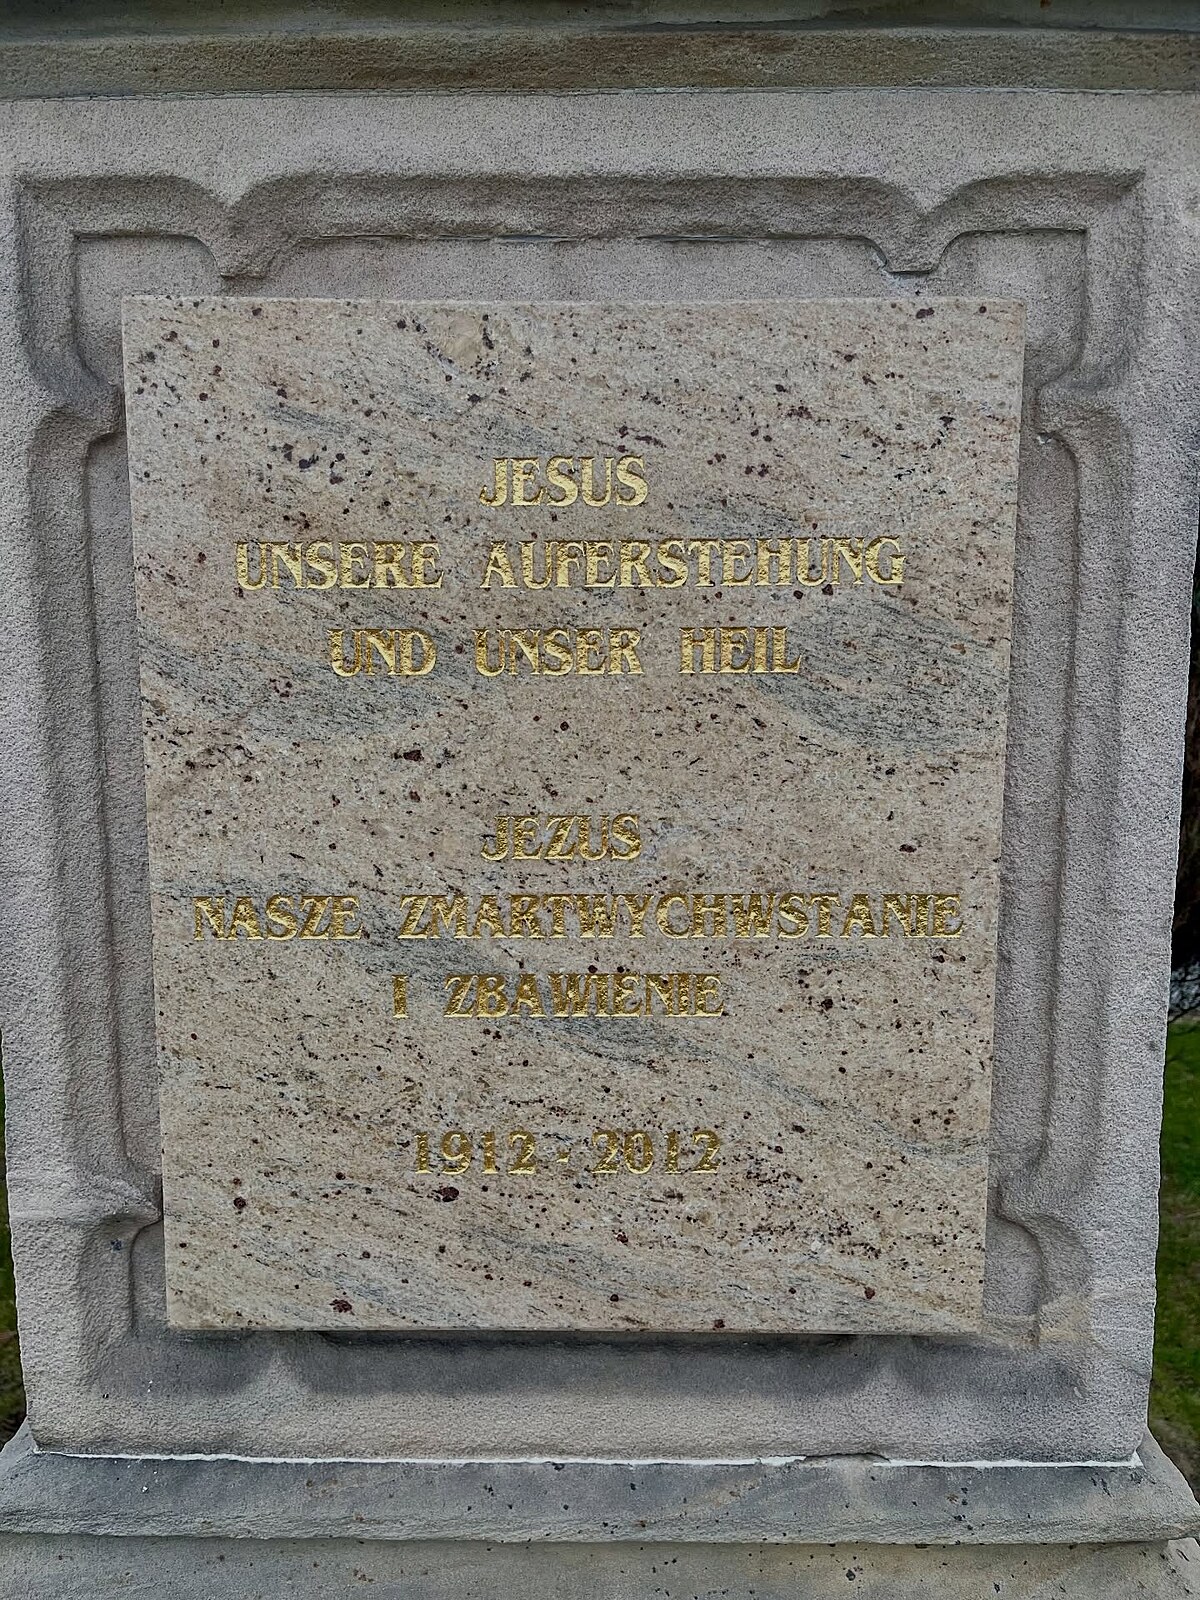 JESUS
UNSERE AUFERSTEHUNG
UND UNSER HEIL
JEZUS
NASZE ZMARTWYCHWSTANIE
I ZBAWIENIE
1912 - 2012